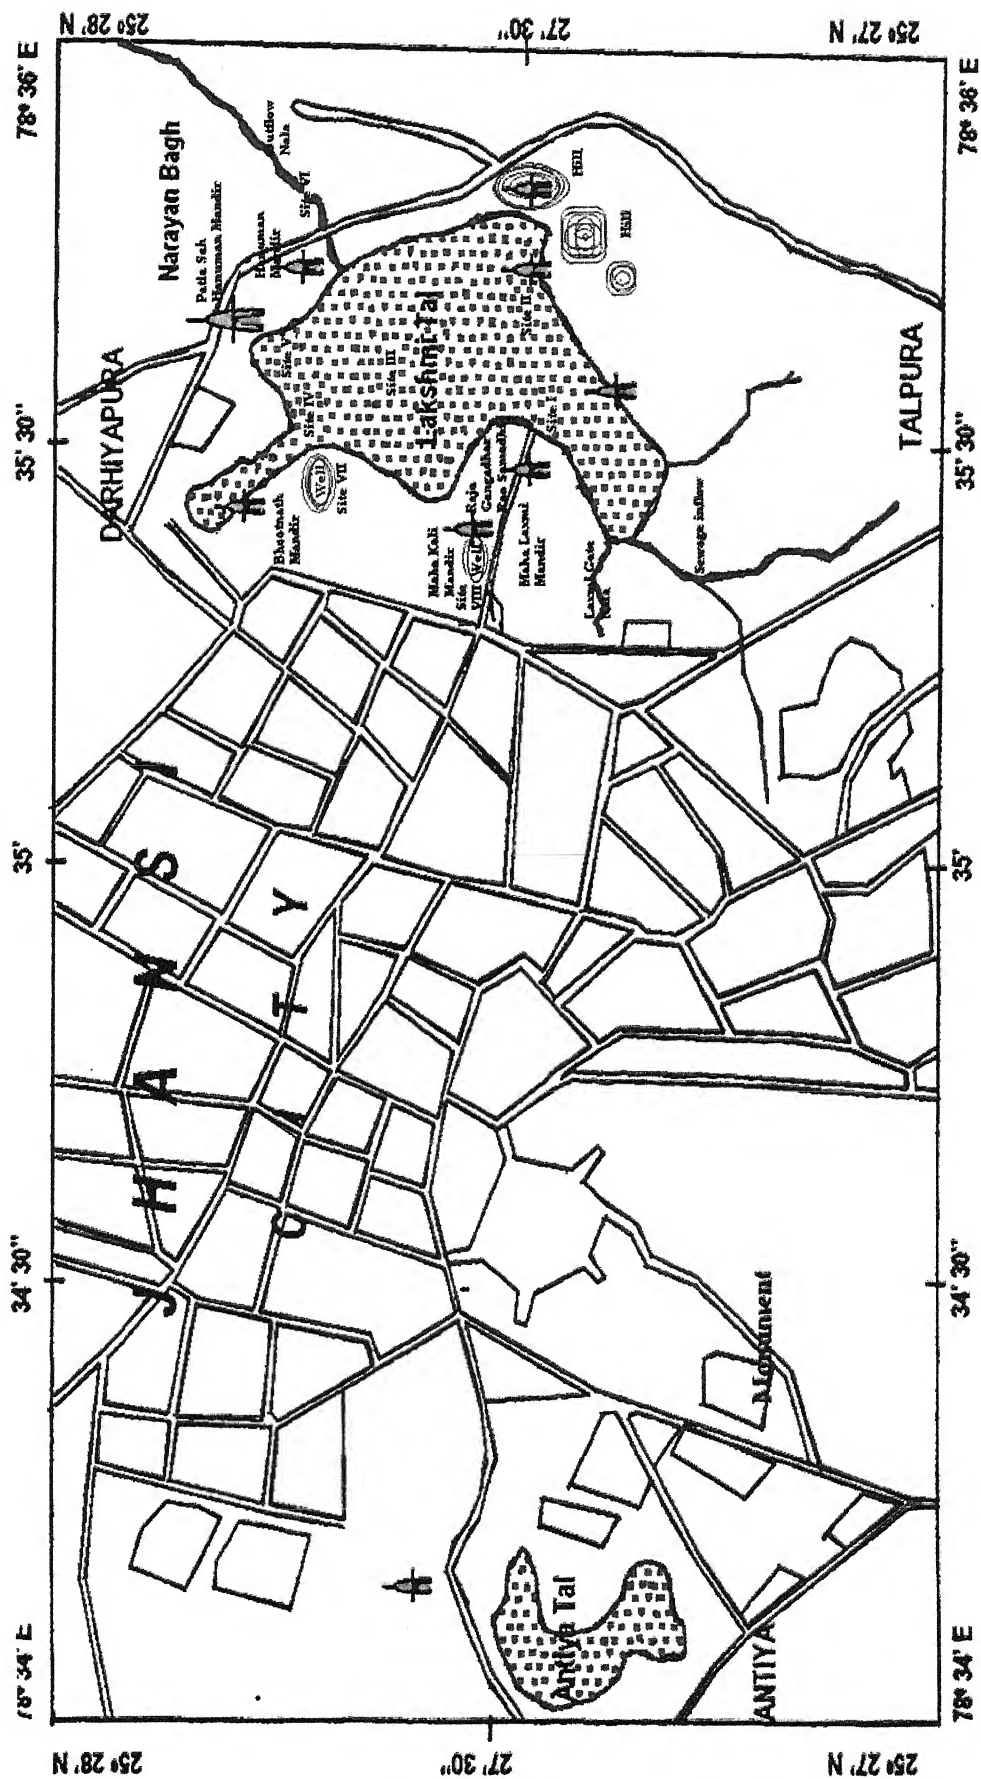 78° 34' E
34' 30"
35'
35' 30"
78° 36' E
25° 28' N
25° 28' N
27' 30"
27' 30"
25° 27' N
25° 27' N
78° 34' E
34' 30"
35'
35' 30"
78° 36' E
JHANSI
CITY
DARHIYAPURA
Narayan Bagh
Patia Sah
Hanuman Mandir
Hanuman
Mandir
Outflow
Nala
Site VI
Site V
Site IV
Site III
Lakshmi Tal
Site II
Site I
Hill
Hill
Well
Site VII
Bhootnath
Mandir
Maha Kali
Mandir
Site
VIII
Well
Raja
Gangadhar
Rao Samadhi
Maha Laxmi
Mandir
Laxmi Gate
Nala
Sewage inflow
TALPURA
Antiya Tal
ANTIYA
Monument